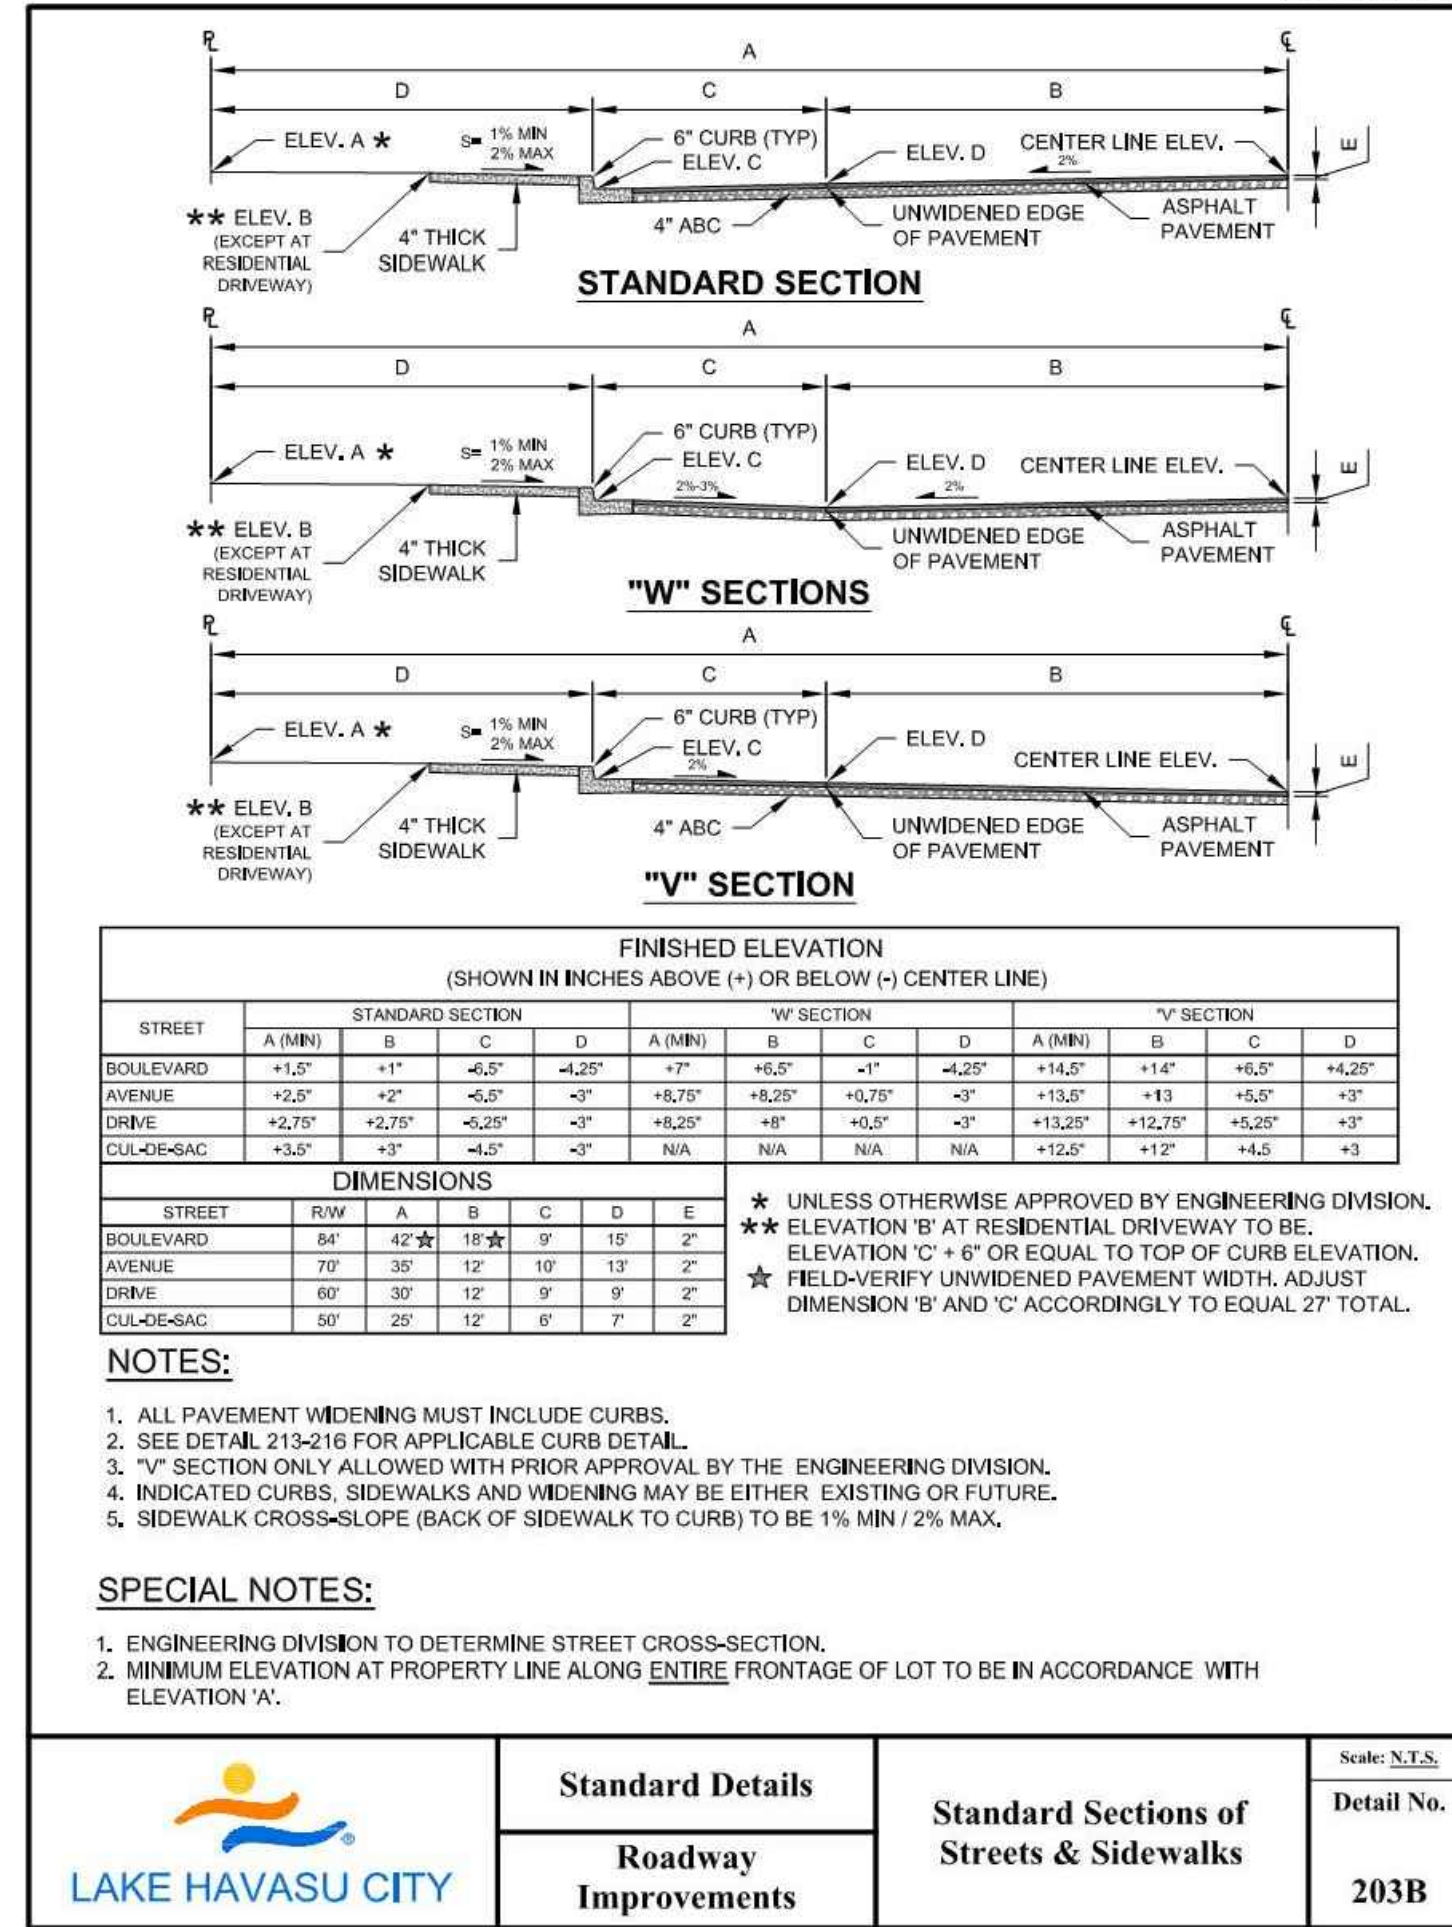 ℄
A
℄
D
C
B
ELEV. A *
S= 1% MIN
2% MAX
6" CURB (TYP)
ELEV. C
ELEV. D
CENTER LINE ELEV.
2%
E
** ELEV. B
(EXCEPT AT
RESIDENTIAL
DRIVEWAY)
4" THICK
SIDEWALK
4" ABC
UNWIDENED EDGE
OF PAVEMENT
ASPHALT
PAVEMENT
STANDARD SECTION
A
D
C
B
ELEV. A *
S= 1% MIN
2% MAX
6" CURB (TYP)
ELEV. C
2%-3%
ELEV. D
2%
CENTER LINE ELEV.
E
** ELEV. B
(EXCEPT AT
RESIDENTIAL
DRIVEWAY)
4" THICK
SIDEWALK
UNWIDENED EDGE
OF PAVEMENT
ASPHALT
PAVEMENT
"W" SECTIONS
A
D
C
B
ELEV. A *
S= 1% MIN
2% MAX
6" CURB (TYP)
ELEV. C
2%
ELEV. D
CENTER LINE ELEV.
E
** ELEV. B
(EXCEPT AT
RESIDENTIAL
DRIVEWAY)
4" THICK
SIDEWALK
4" ABC
UNWIDENED EDGE
OF PAVEMENT
ASPHALT
PAVEMENT
"V" SECTION
FINISHED ELEVATION
(SHOWN IN INCHES ABOVE (+) OR BELOW (-) CENTER LINE)
STREET STANDARD SECTION 'W' SECTION "V' SECTION
A (MIN) B C D A (MIN) B C D A (MIN) B C D
BOULEVARD +1.5" +1" -6.5" -4.25" +7" +6.5" -1" -4.25" +14.5" +14" +6.5" +4.25"
AVENUE +2.5" +2" -5.5" -3" +8.75" +8.25" +0.75" -3" +13.5" +13 +5.5" +3"
DRIVE +2.75" +2.75" -5.25" -3" +8.25" +8" +0.5" -3" +13.25" +12.75" +5.25" +3"
CUL-DE-SAC +3.5" +3" -4.5" -3" N/A N/A N/A N/A +12.5" +12" +4.5 +3
DIMENSIONS
STREET R/W A B C D E
BOULEVARD 84' 42'☆ 18'☆ 9' 15' 2"
AVENUE 70' 35' 12' 10' 13' 2"
DRIVE 60' 30' 12' 9' 9' 2"
CUL-DE-SAC 50' 25' 12' 6' 7' 2"
* UNLESS OTHERWISE APPROVED BY ENGINEERING DIVISION.
** ELEVATION 'B' AT RESIDENTIAL DRIVEWAY TO BE.
ELEVATION 'C' + 6" OR EQUAL TO TOP OF CURB ELEVATION.
☆ FIELD-VERIFY UNWIDENED PAVEMENT WIDTH. ADJUST
DIMENSION 'B' AND 'C' ACCORDINGLY TO EQUAL 27' TOTAL.
NOTES:
1. ALL PAVEMENT WIDENING MUST INCLUDE CURBS.
2. SEE DETAIL 213-216 FOR APPLICABLE CURB DETAIL.
3. "V" SECTION ONLY ALLOWED WITH PRIOR APPROVAL BY THE ENGINEERING DIVISION.
4. INDICATED CURBS, SIDEWALKS AND WIDENING MAY BE EITHER EXISTING OR FUTURE.
5. SIDEWALK CROSS-SLOPE (BACK OF SIDEWALK TO CURB) TO BE 1% MIN / 2% MAX.
SPECIAL NOTES:
1. ENGINEERING DIVISION TO DETERMINE STREET CROSS-SECTION.
2. MINIMUM ELEVATION AT PROPERTY LINE ALONG ENTIRE FRONTAGE OF LOT TO BE IN ACCORDANCE WITH
ELEVATION 'A'.
®
LAKE HAVASU CITY
Standard Details
Roadway
Improvements
Standard Sections of
Streets & Sidewalks
Scale: N.T.S.
Detail No.
203B